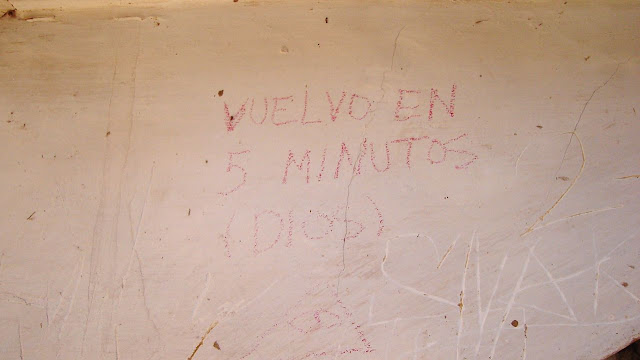 VUELVO EN
5 MINUTOS
(DIOS)